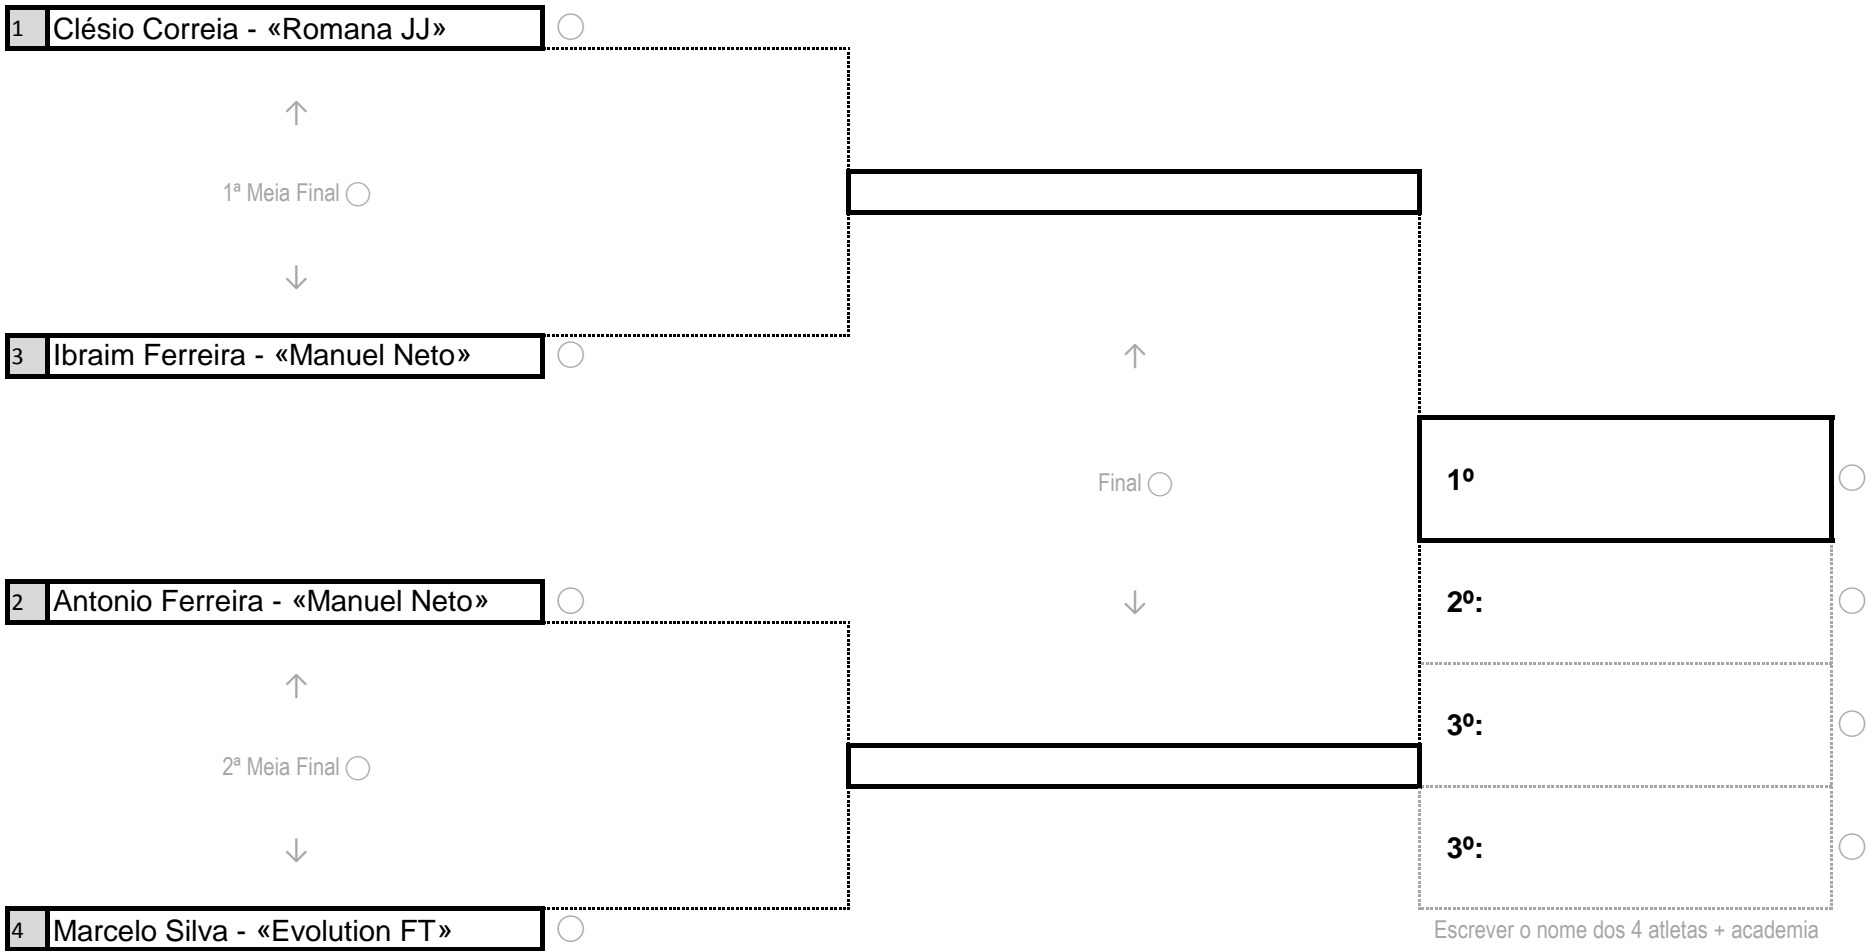 1 Clésio Correia - «Romana JJ»
↑
1ª Meia Final
↓
3 Ibraim Ferreira - «Manuel Neto»
↑
Final
↓
2 Antonio Ferreira - «Manuel Neto»
↑
2ª Meia Final
↓
4 Marcelo Silva - «Evolution FT»
1º
2º:
3º:
3º:
Escrever o nome dos 4 atletas + academia